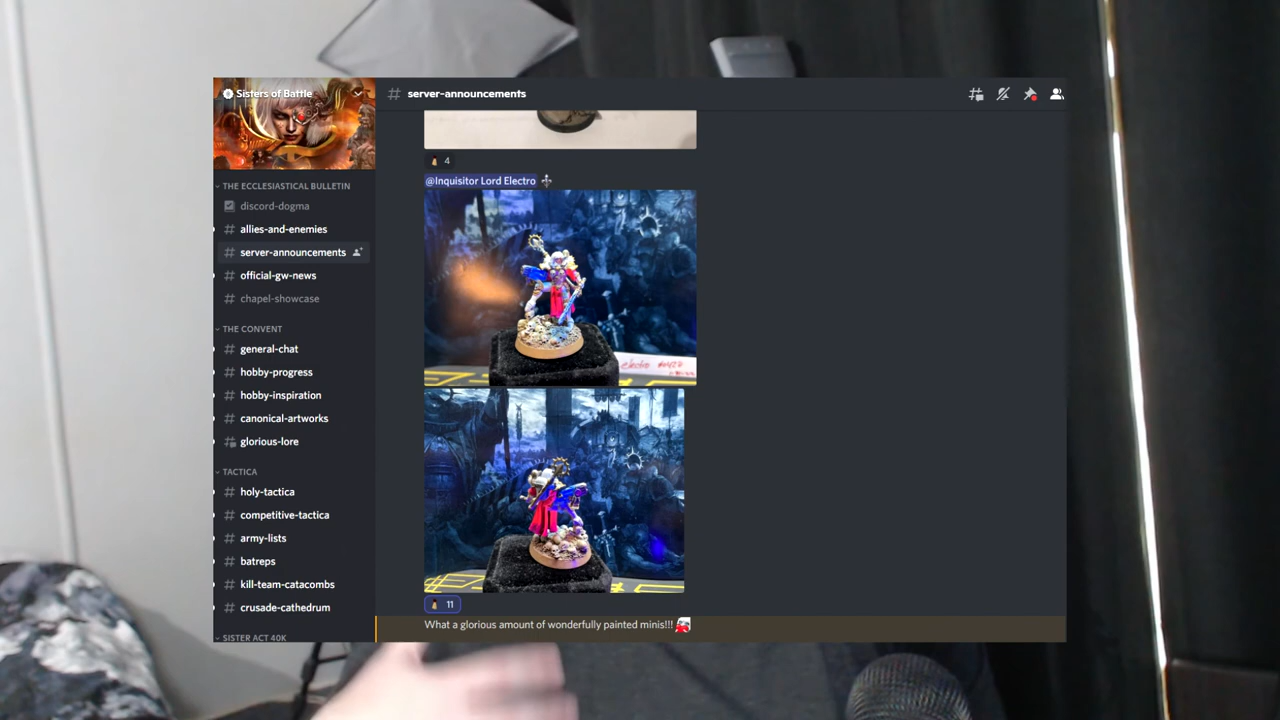 Sisters of Battle
# server-announcements
THE ECCLESIASTICAL BULLETIN
discord-dogma
# allies-and-enemies
# server-announcements
# official-gw-news
# chapel-showcase
THE CONVENT
# general-chat
# hobby-progress
# hobby-inspiration
# canonical-artworks
glorious-lore
TACTICA
# holy-tactica
# competitive-tactica
# army-lists
# batreps
# kill-team-catacombs
# crusade-cathedrum
SISTER ACT 40K
4
@Inquisitor Lord Electro
electro
11
What a glorious amount of wonderfully painted minis!!!